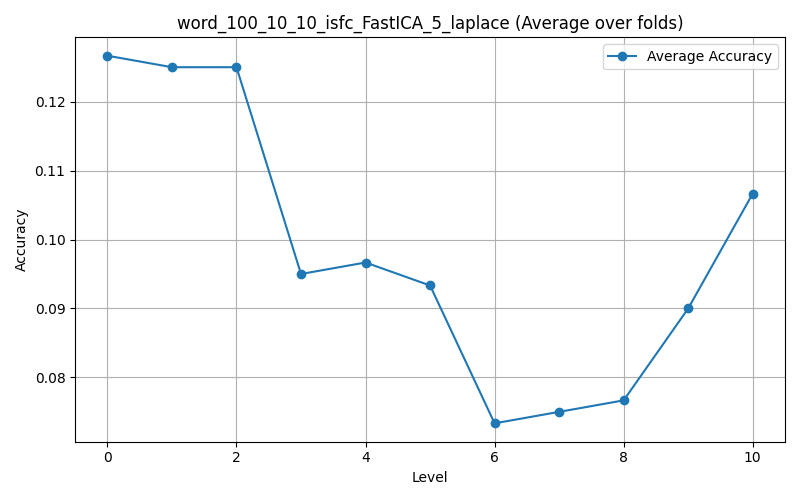 word_100_10_10_isfc_FastICA_5_laplace (Average over folds)
Average Accuracy
0.12
0.11
0.10
0.09
0.08
Accuracy
0 2 4 6 8 10
Level